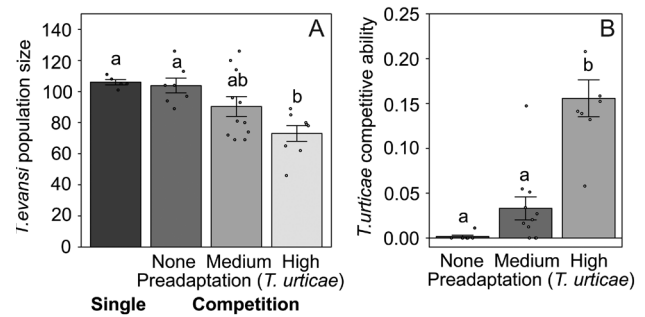 A
T.evansi population size
140
120
100
80
60
40
20
0
a
a
ab
b
None Medium High
Preadaptation (T. urticae)
Single Competition
B
T.urticae competitive ability
0.25
0.20
0.15
0.10
0.05
0.00
a
a
b
None Medium High
Preadaptation (T. urticae)